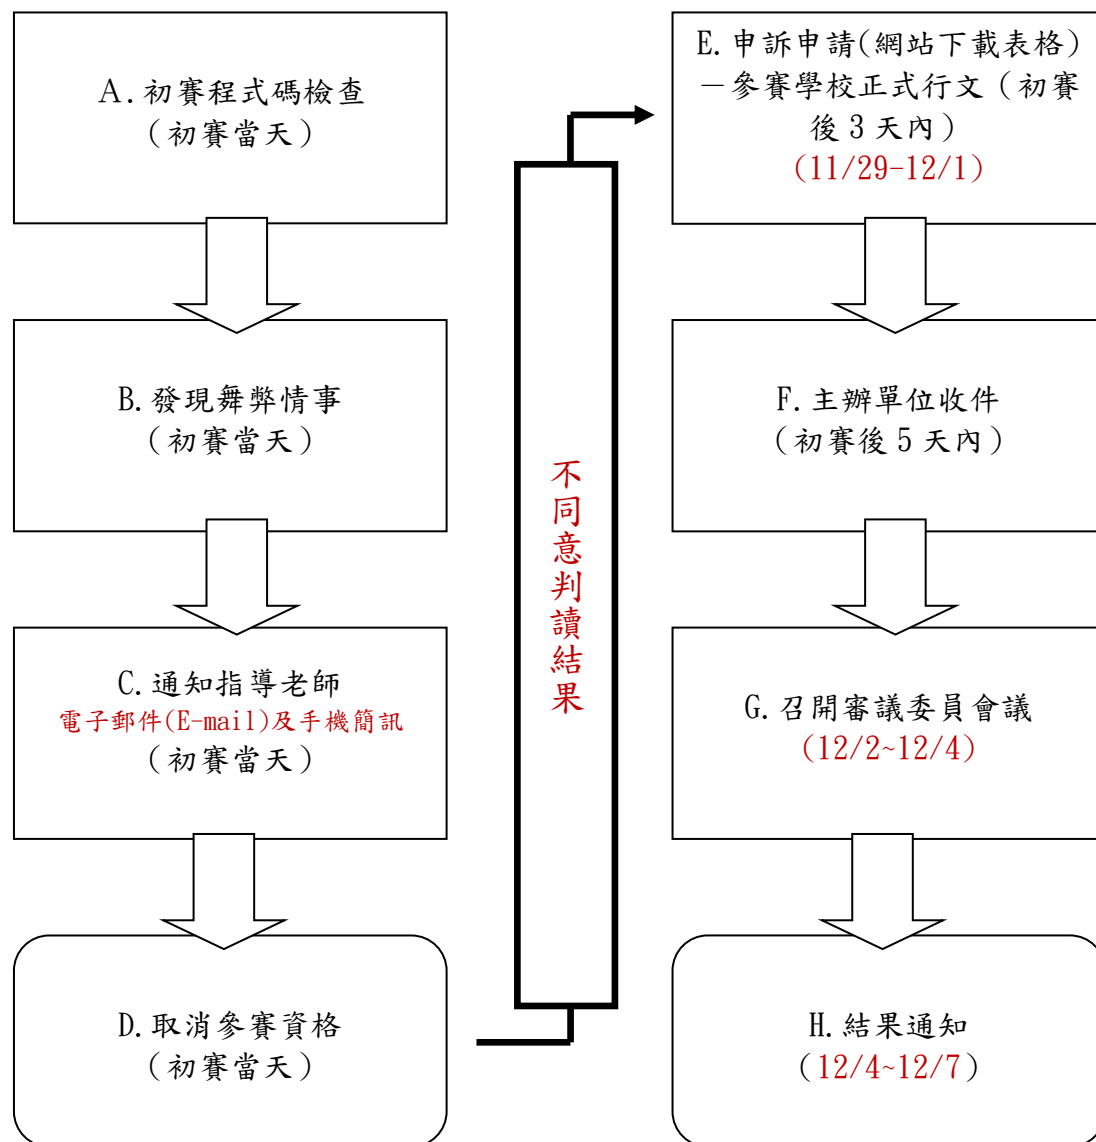 A.初賽程式碼檢查
(初賽當天)
B.發現舞弊情事
(初賽當天)
C.通知指導老師
電子郵件(E-mail)及手機簡訊
(初賽當天)
D.取消參賽資格
(初賽當天)
不同意判讀結果
E.申訴申請(網站下載表格)
－參賽學校正式行文(初賽
後3天內)
(11/29-12/1)
F.主辦單位收件
(初賽後5天內)
G.召開審議委員會議
(12/2~12/4)
H.結果通知
(12/4~12/7)